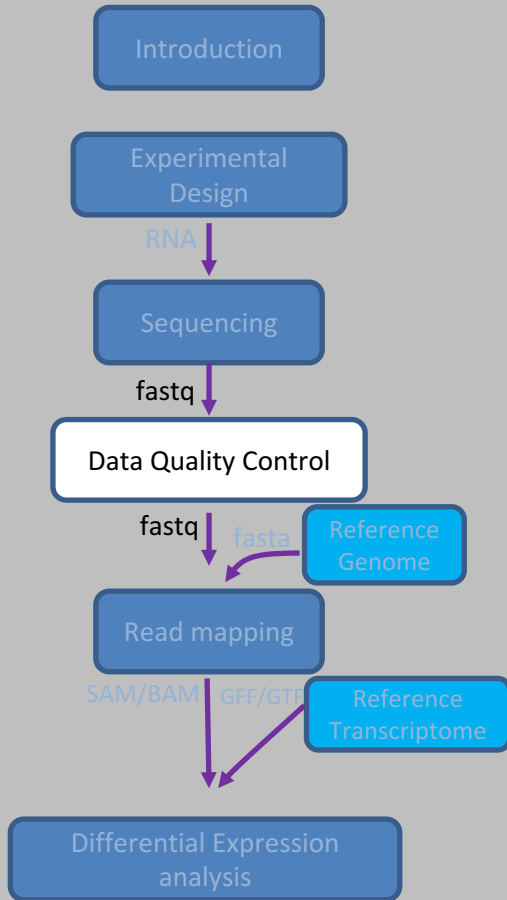 Introduction
Experimental
Design
RNA
Sequencing
fastq
Data Quality Control
fastq
fasta
Reference
Genome
Read mapping
SAM/BAM
GFF/GTF
Reference
Transcriptome
Differential Expression
analysis